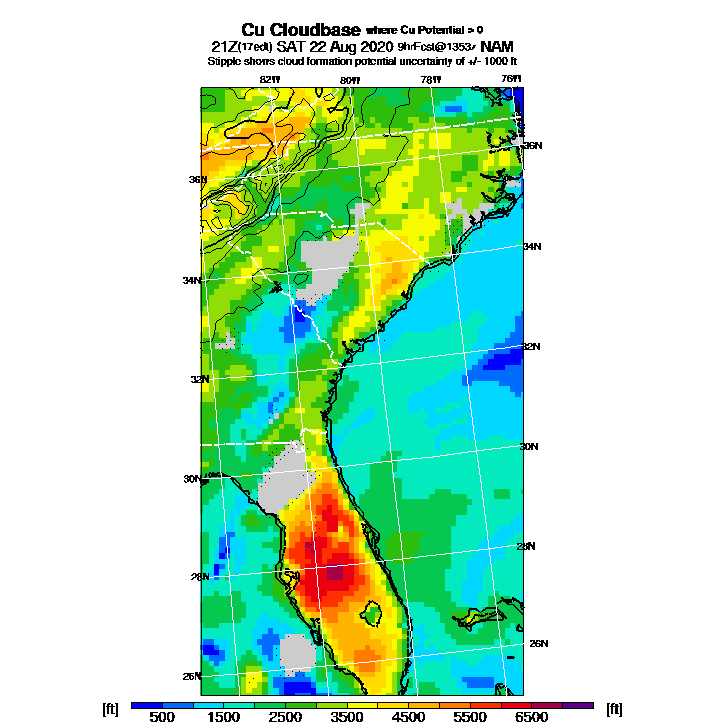 Cu Cloudbase where Cu Potential > 0
21Z(17edt) SAT 22 Aug 2020 9hrFcst@1353z NAM
Stipple shows cloud formation potential uncertainty of +/- 1000 ft
82W 80W 78W 76W
36N
36N
34N
34N
32N
32N
30N
30N
28N
28N
26N
26N
[ft] 500 1500 2500 3500 4500 5500 6500 [ft]